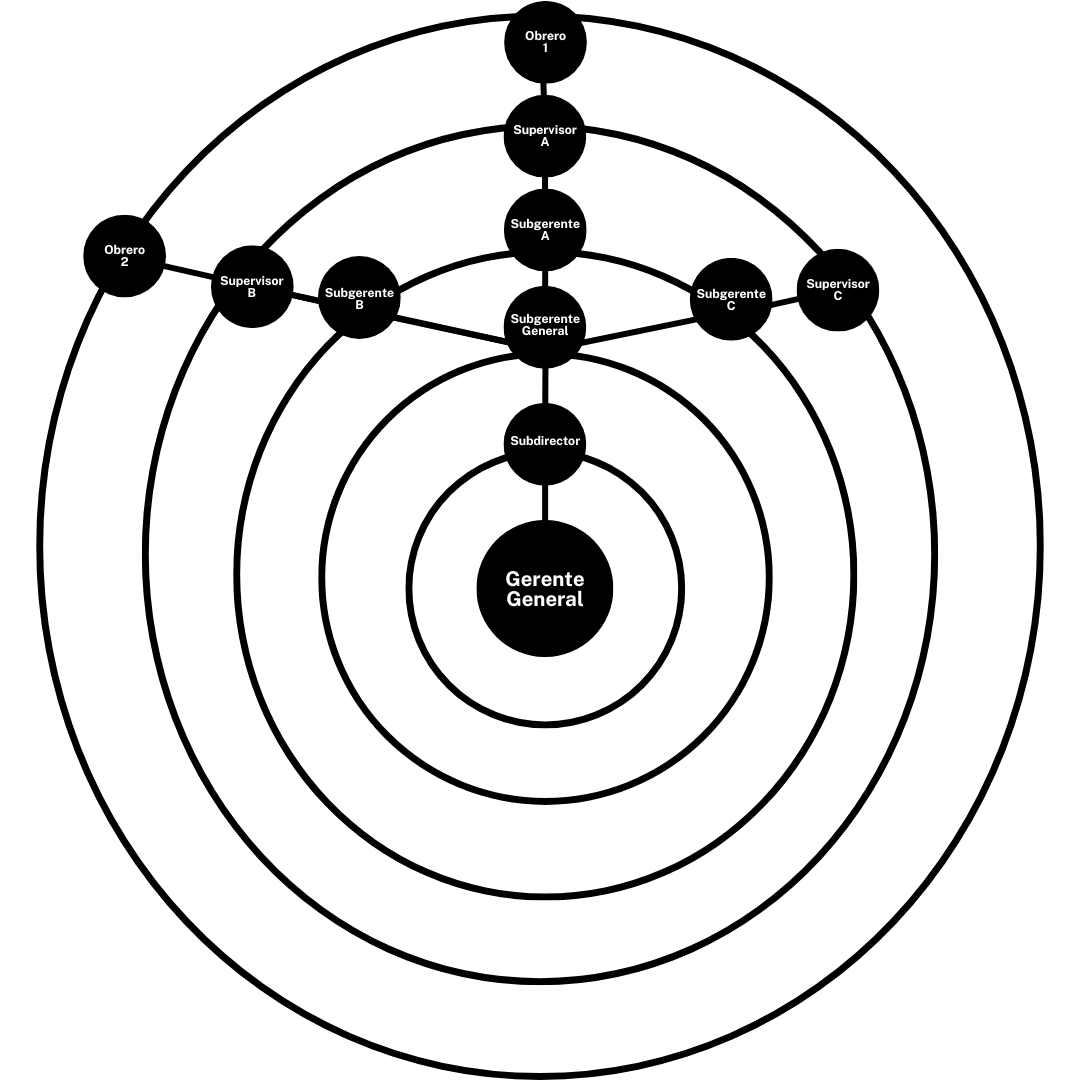 Obrero
1
Supervisor
A
Subgerente
A
Obrero
2
Supervisor
B
Subgerente
B
Subgerente
General
Subgerente
C
Supervisor
C
Subdirector
Gerente
General